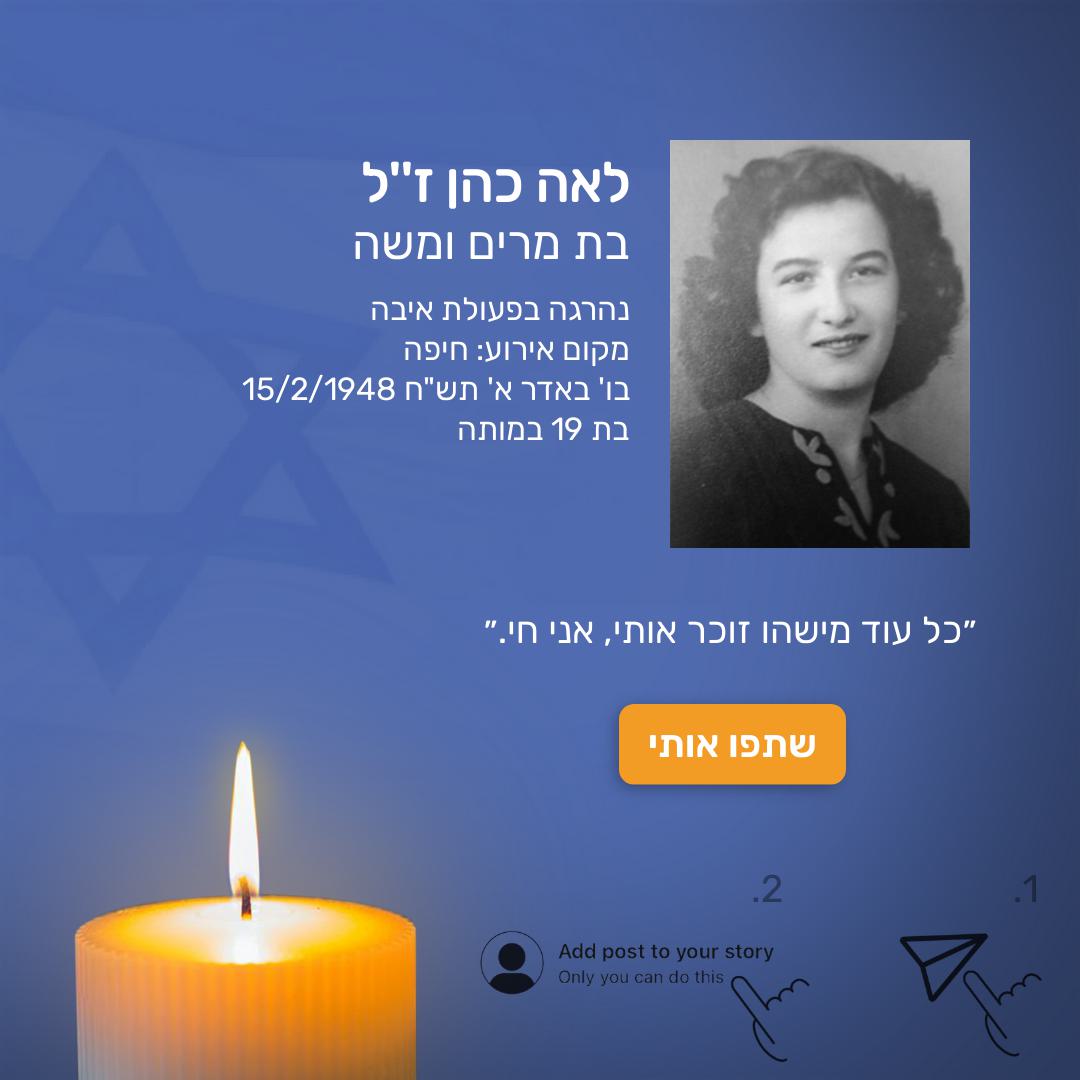 לאה כהן ז"ל
בת מרים ומשה
נהרגה בפעולת איבה
מקום אירוע: חיפה
בו' באדר א' תש"ח 15/2/1948
בת 19 במותה
״כל עוד מישהו זוכר אותי, אני חי.״
שתפו אותי
.1
.2
Add post to your story
Only you can do this